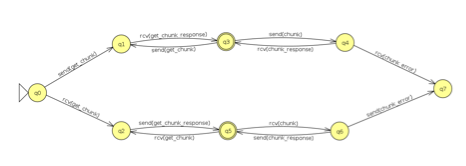 rcv(get_chunk_response)
send(chunk)
q1
q3
q4
send(get_chunk)
rcv(chunk_response)
send(get_chunk)
rcv(chunk_error)
q0
q7
rcv(get_chunk)
send(chunk_error)
send(get_chunk_response)
rcv(chunk)
q2
q5
q6
rcv(get_chunk)
send(chunk_response)